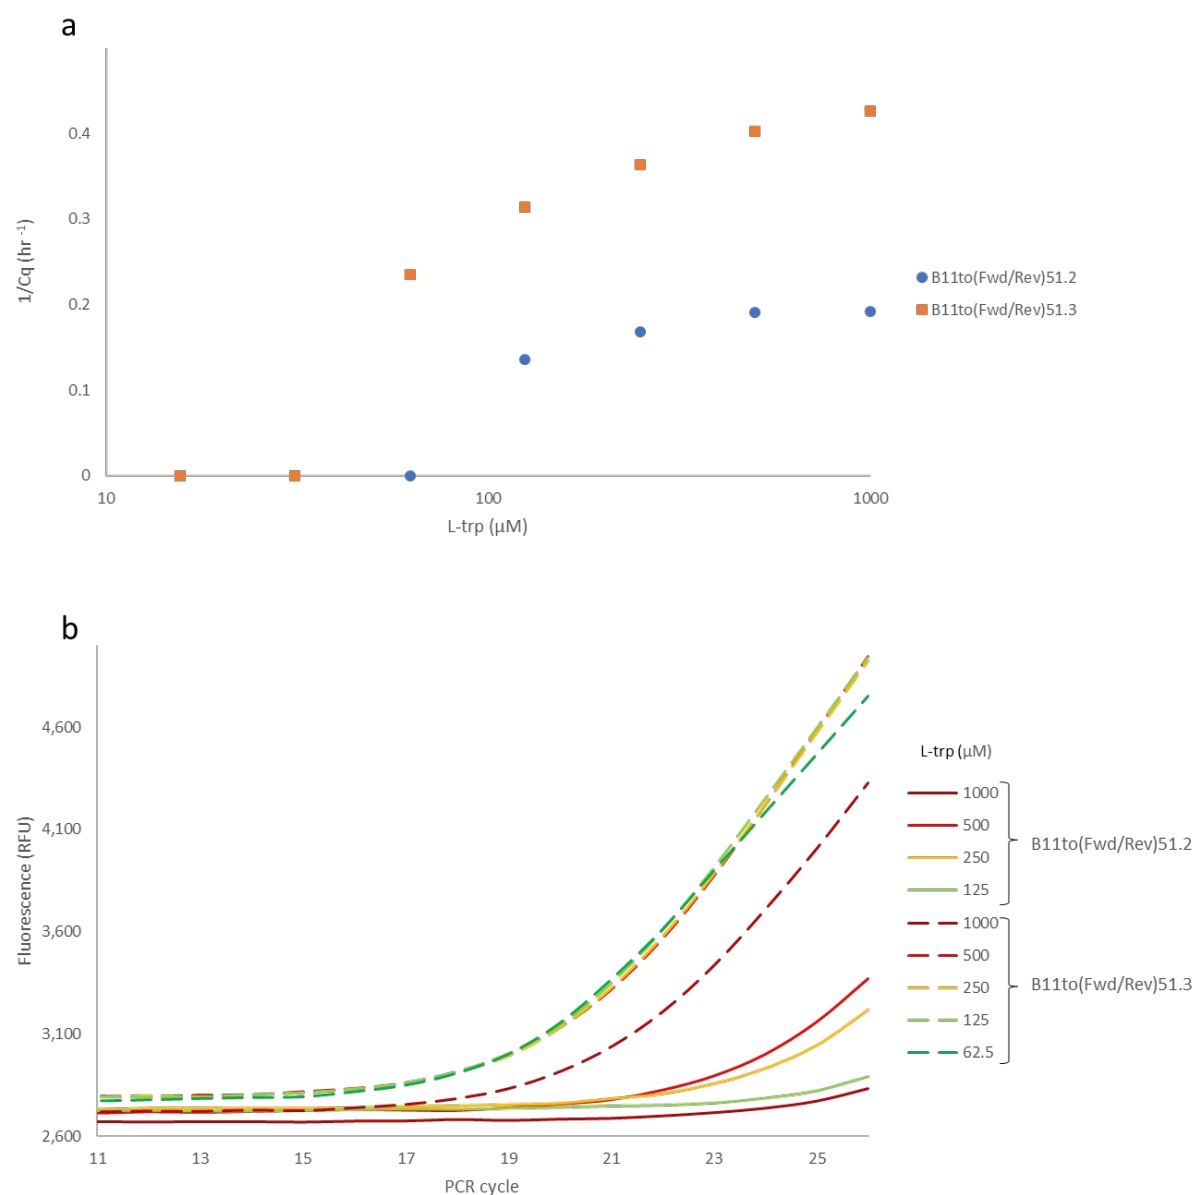 a
0.4
0.3
0.2
0.1
0
10
100
1000
1/Cq (hr -1)
L-trp (µM)
B11to(Fwd/Rev)51.2
B11to(Fwd/Rev)51.3
b
4,600
4,100
3,600
3,100
2,600
11
13
15
17
19
21
23
25
Fluorescence (RFU)
PCR cycle
L-trp (µM)
1000
500
250
125
B11to(Fwd/Rev)51.2
1000
500
250
125
62.5
B11to(Fwd/Rev)51.3